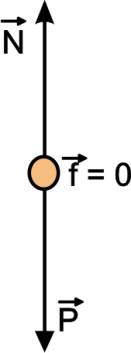 N⃗
f⃗ = 0
P⃗